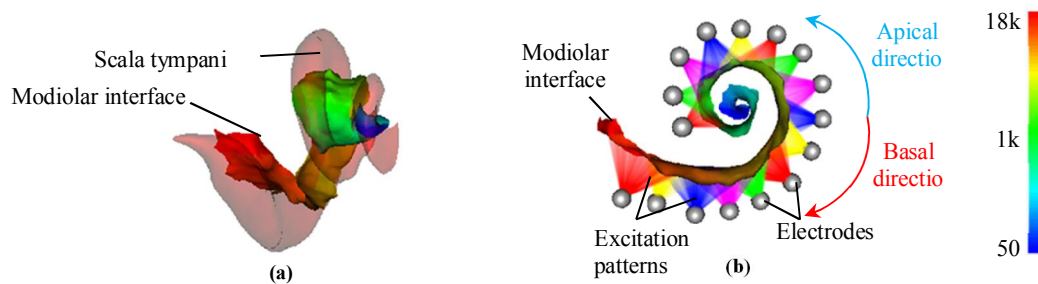 Scala tympani
Modiolar interface
(a)
Modiolar
interface
Apical
directio
Basal
directio
Excitation
patterns
Electrodes
(b)
18k
1k
50